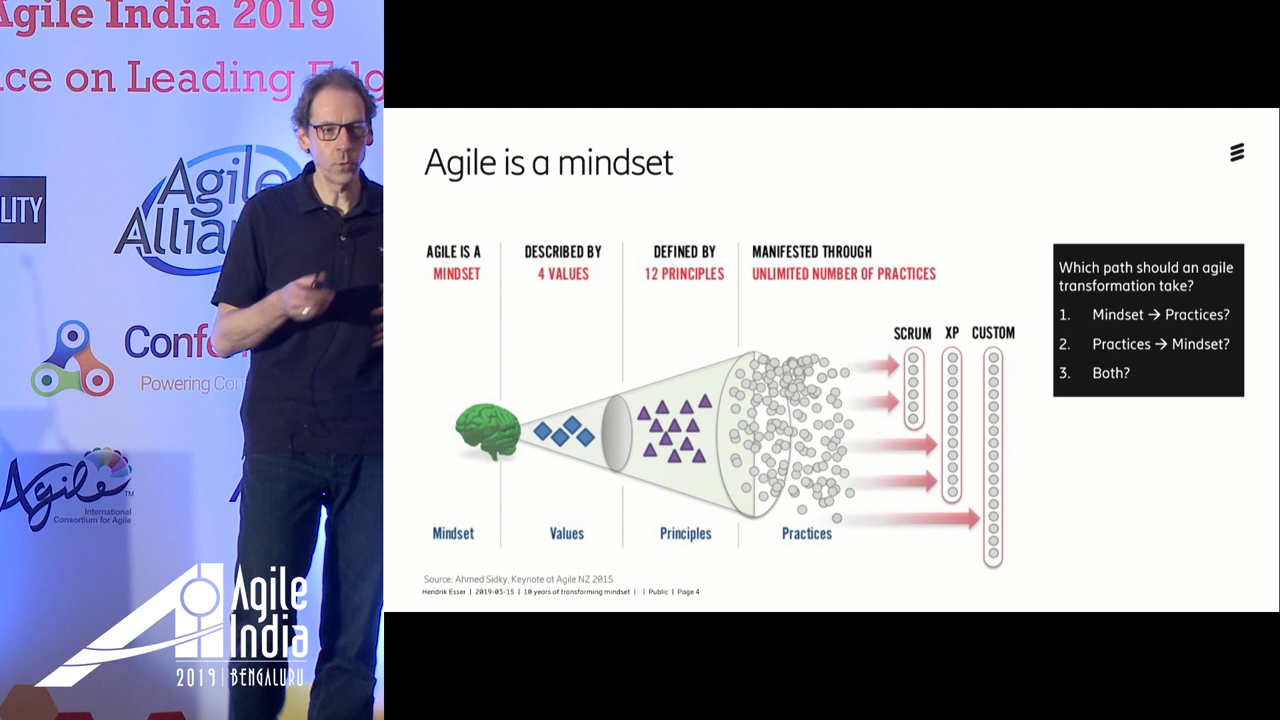 Agile India 2019
ce on Leading Edg
LITY
Agile
Allia
Confe
Powering Con
Agile
TM
International
Consortium for Agile
Agile
India
2019 | BENGALURU
Agile is a mindset
AGILE IS A
MINDSET
DESCRIBED BY
4 VALUES
DEFINED BY
12 PRINCIPLES
MANIFESTED THROUGH
UNLIMITED NUMBER OF PRACTICES
SCRUM
XP
CUSTOM
Mindset
Values
Principles
Practices
Which path should an agile
transformation take?
1. Mindset → Practices?
2. Practices → Mindset?
3. Both?
Source: Ahmed Sidky, Keynote at Agile NZ 2015
Hendrik Esser | 2019-03-15 | 10 years of transforming mindset | | Public | Page 4